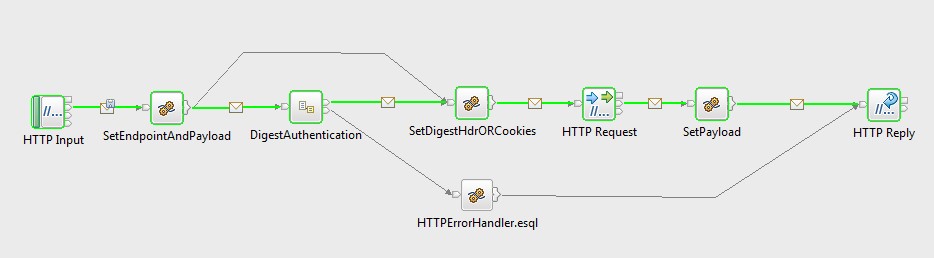 HTTP Input
SetEndpointAndPayload
DigestAuthentication
SetDigestHdrORCookies
HTTP Request
SetPayload
HTTP Reply
HTTPErrorHandler.esql